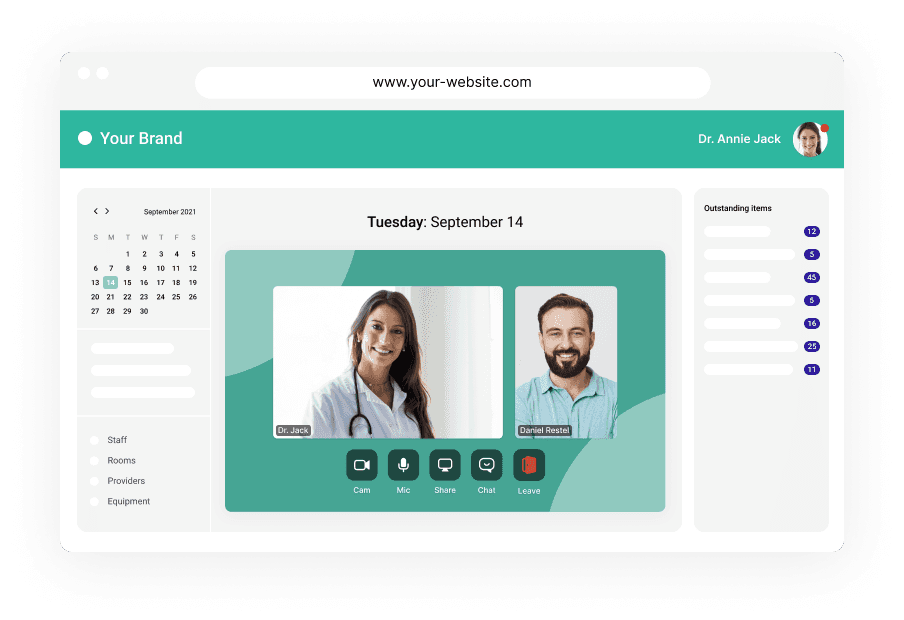 www.your-website.com
Your Brand
Dr. Annie Jack
September 2021
S M T W T F S
1 2 3 4 5
6 7 8 9 10 11 12
13 14 15 16 17 18 19
20 21 22 23 24 25 26
27 28 29 30
Staff
Rooms
Providers
Equipment
Tuesday: September 14
Dr. Jack
Daniel Restel
Cam Mic Share Chat Leave
Outstanding items
12
5
45
5
16
25
11